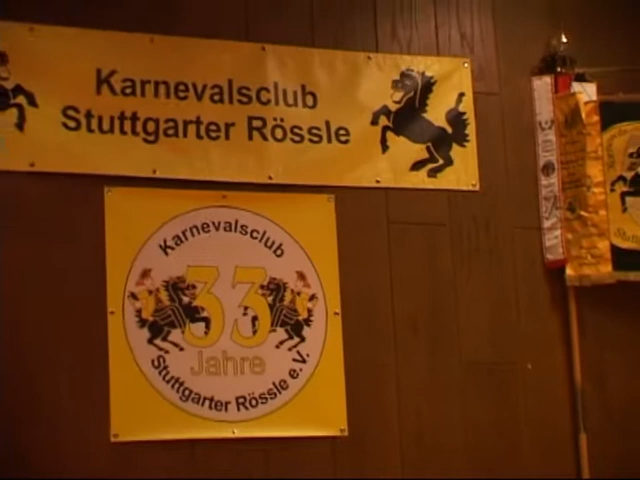 Karnevalsclub
Stuttgarter Rössle
Karnevalsclub
33
Jahre
Stuttgarter Rössle e.V.